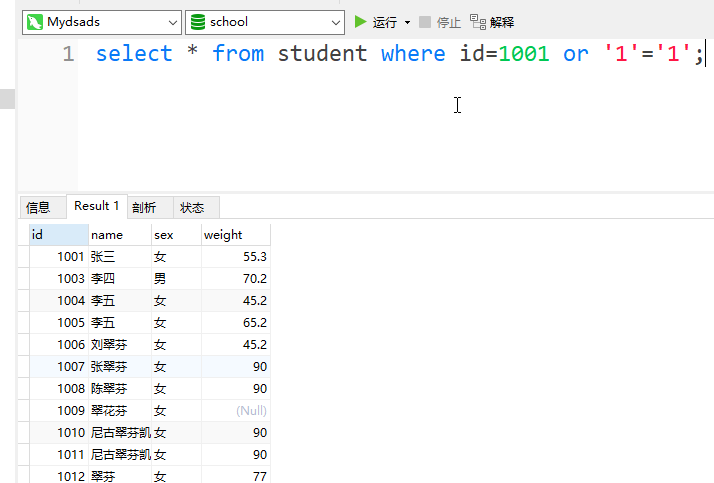 Mydsads school 运行 停止 解释
1 select * from student where id=1001 or '1'='1';
信息 Result 1 剖析 状态
id name sex weight
1001 张三 女 55.3
1003 李四 男 70.2
1004 李五 女 45.2
1005 李五 女 65.2
1006 刘翠芬 女 45.2
1007 张翠芬 女 90
1008 陈翠芬 女 90
1009 翠花芬 女 (Null)
1010 尼古翠芬凯 女 90
1011 尼古翠芬凯 女 90
1012 翠芬 女 77